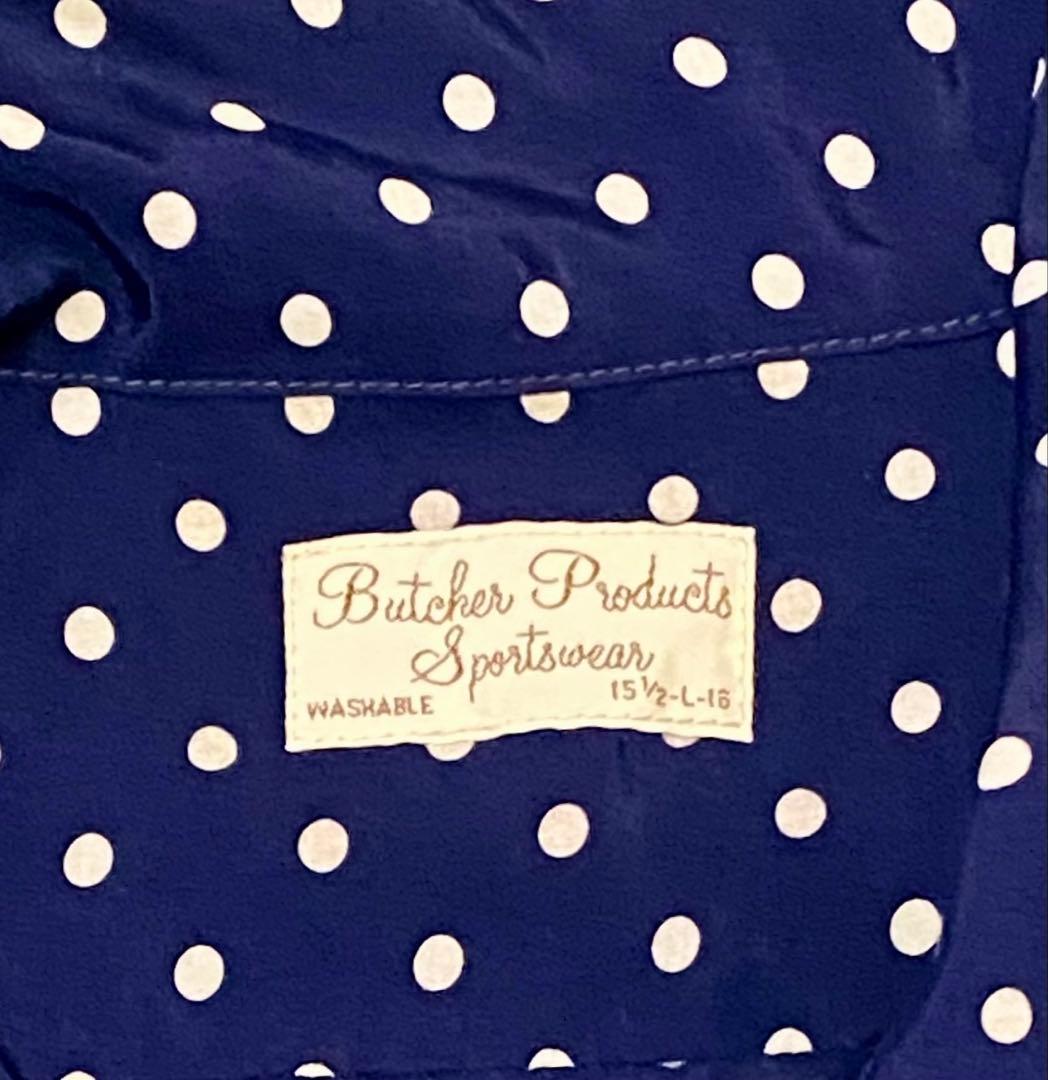 Butcher Products
Sportswear
WASHABLE 15½-L-16